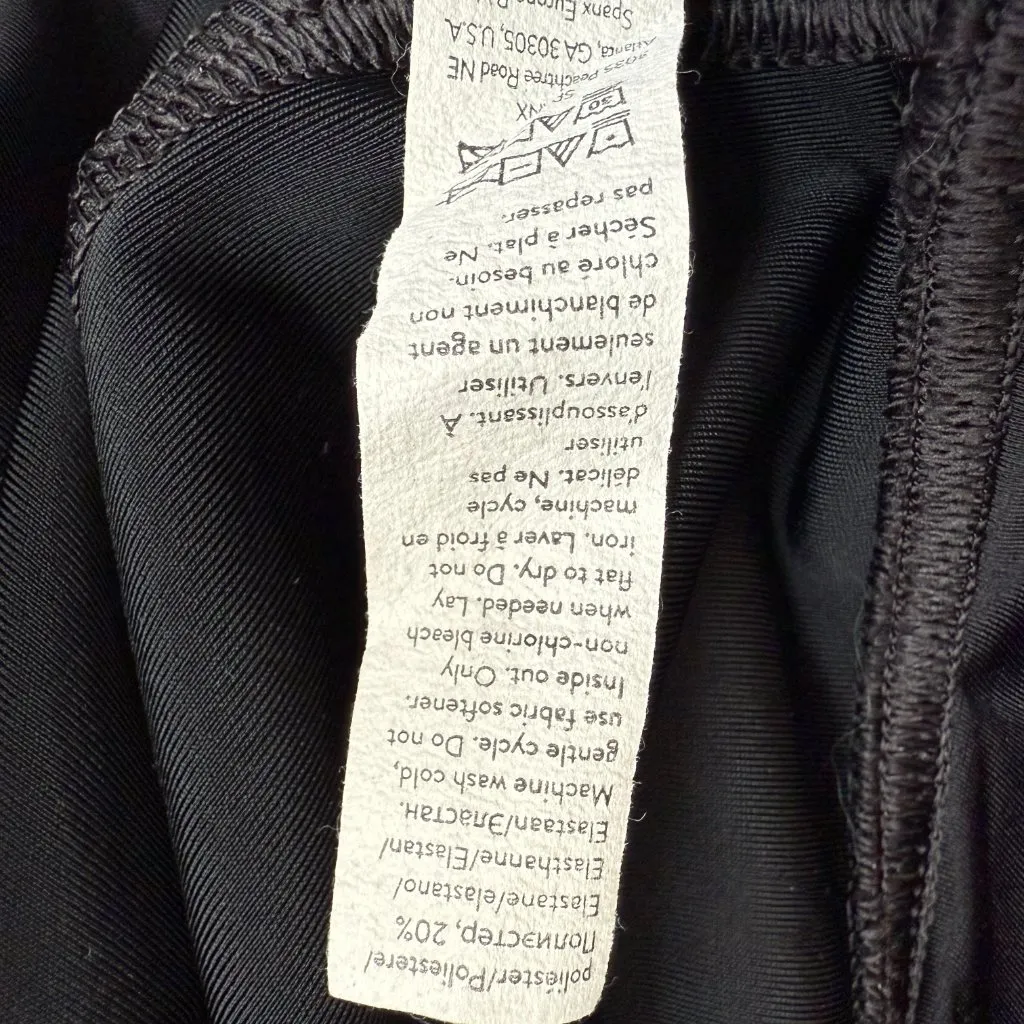 poliéster/Poliestere/
Полиэстер, 20%
Elastane/elastano/
Elasthanne/Elastan/
Elastaan/Эластан.
Machine wash cold,
gentle cycle. Do not
use fabric softener.
Inside out. Only
non-chlorine bleach
when needed. Lay
flat to dry. Do not
iron. Laver à froid en
machine, cycle
délicat. Ne pas
utiliser
d'assouplissant. À
l'envers. Utiliser
seulement un agent
de blanchiment non
chloré au besoin.
Sécher à plat. Ne
pas repasser.
30
Peachtree Road NE
Atlanta, GA 30305, U.S.A
Spanx Europe